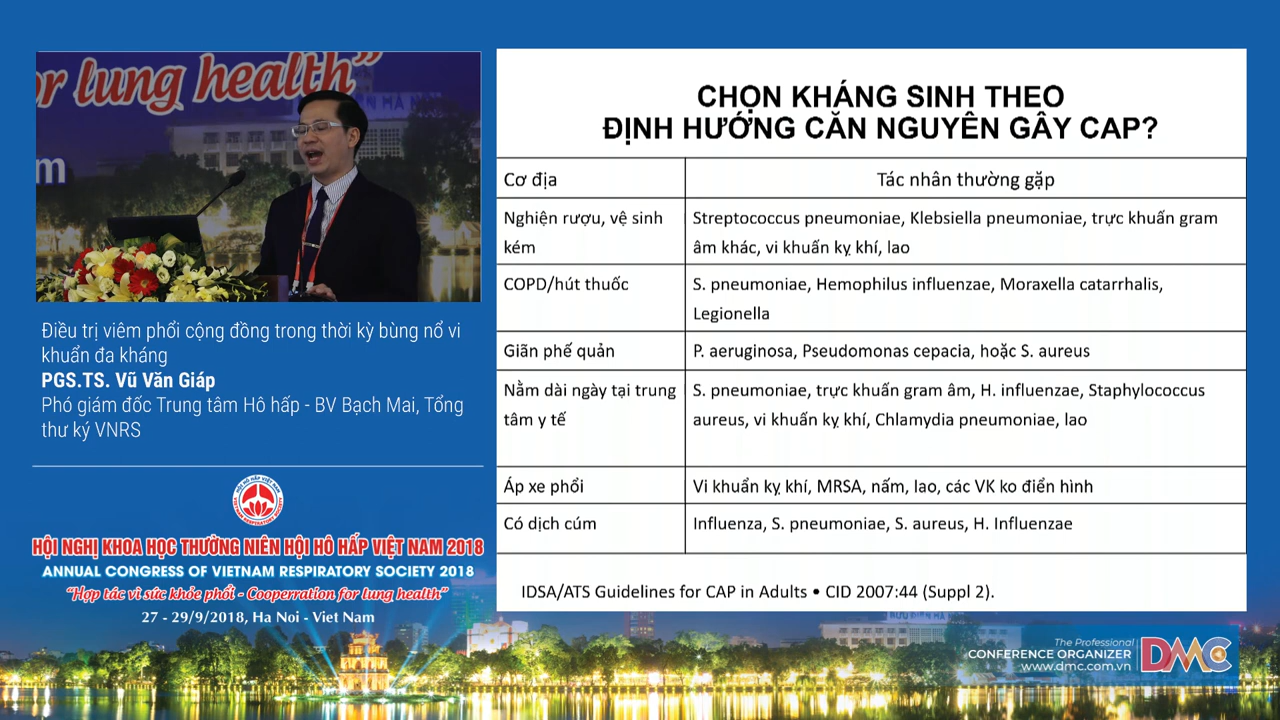 or lung health”
m
Điều trị viêm phổi cộng đồng trong thời kỳ bùng nổ vi
khuẩn đa kháng
PGS.TS. Vũ Văn Giáp
Phó giám đốc Trung tâm Hô hấp - BV Bạch Mai, Tổng
thư ký VNRS
HỘI NGHỊ KHOA HỌC THƯỜNG NIÊN HỘI HÔ HẤP VIỆT NAM 2018
ANNUAL CONGRESS OF VIETNAM RESPIRATORY SOCIETY 2018
“Hợp tác vì sức khỏe phổi - Cooperration for lung health”
27 - 29/9/2018, Ha Noi - Viet Nam
CHỌN KHÁNG SINH THEO
ĐỊNH HƯỚNG CĂN NGUYÊN GÂY CAP?
Cơ địa
Tác nhân thường gặp
Nghiện rượu, vệ sinh
kém
Streptococcus pneumoniae, Klebsiella pneumoniae, trực khuẩn gram
âm khác, vi khuẩn kỵ khí, lao
COPD/hút thuốc
S. pneumoniae, Hemophilus influenzae, Moraxella catarrhalis,
Legionella
Giãn phế quản
P. aeruginosa, Pseudomonas cepacia, hoặc S. aureus
Nằm dài ngày tại trung
tâm y tế
S. pneumoniae, trực khuẩn gram âm, H. influenzae, Staphylococcus
aureus, vi khuẩn kỵ khí, Chlamydia pneumoniae, lao
Áp xe phổi
Vi khuẩn kỵ khí, MRSA, nấm, lao, các VK ko điển hình
Có dịch cúm
Influenza, S. pneumoniae, S. aureus, H. Influenzae
IDSA/ATS Guidelines for CAP in Adults • CID 2007:44 (Suppl 2).
The Professional
CONFERENCE ORGANIZER
www.dmc.com.vn
DMC